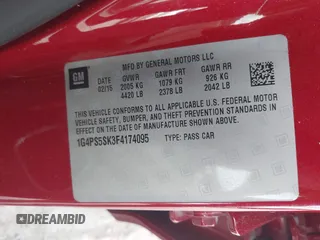 GM
MFD BY GENERAL MOTORS LLC
DATE GVWR GAWR FRT GAWR RR
02/15 2005 KG 1079 KG 926 KG
4420 LB 2378 LB 2042 LB
THIS VEHICLE CONFORMS TO ALL APPLICABLE U.S. FEDERAL MOTOR
VEHICLE SAFETY, BUMPER, AND THEFT PREVENTION STANDARDS IN
EFFECT ON THE DATE OF MANUFACTURE SHOWN ABOVE.
1G4PS5SK3F4174095 TYPE: PASS CAR
DREAMBID